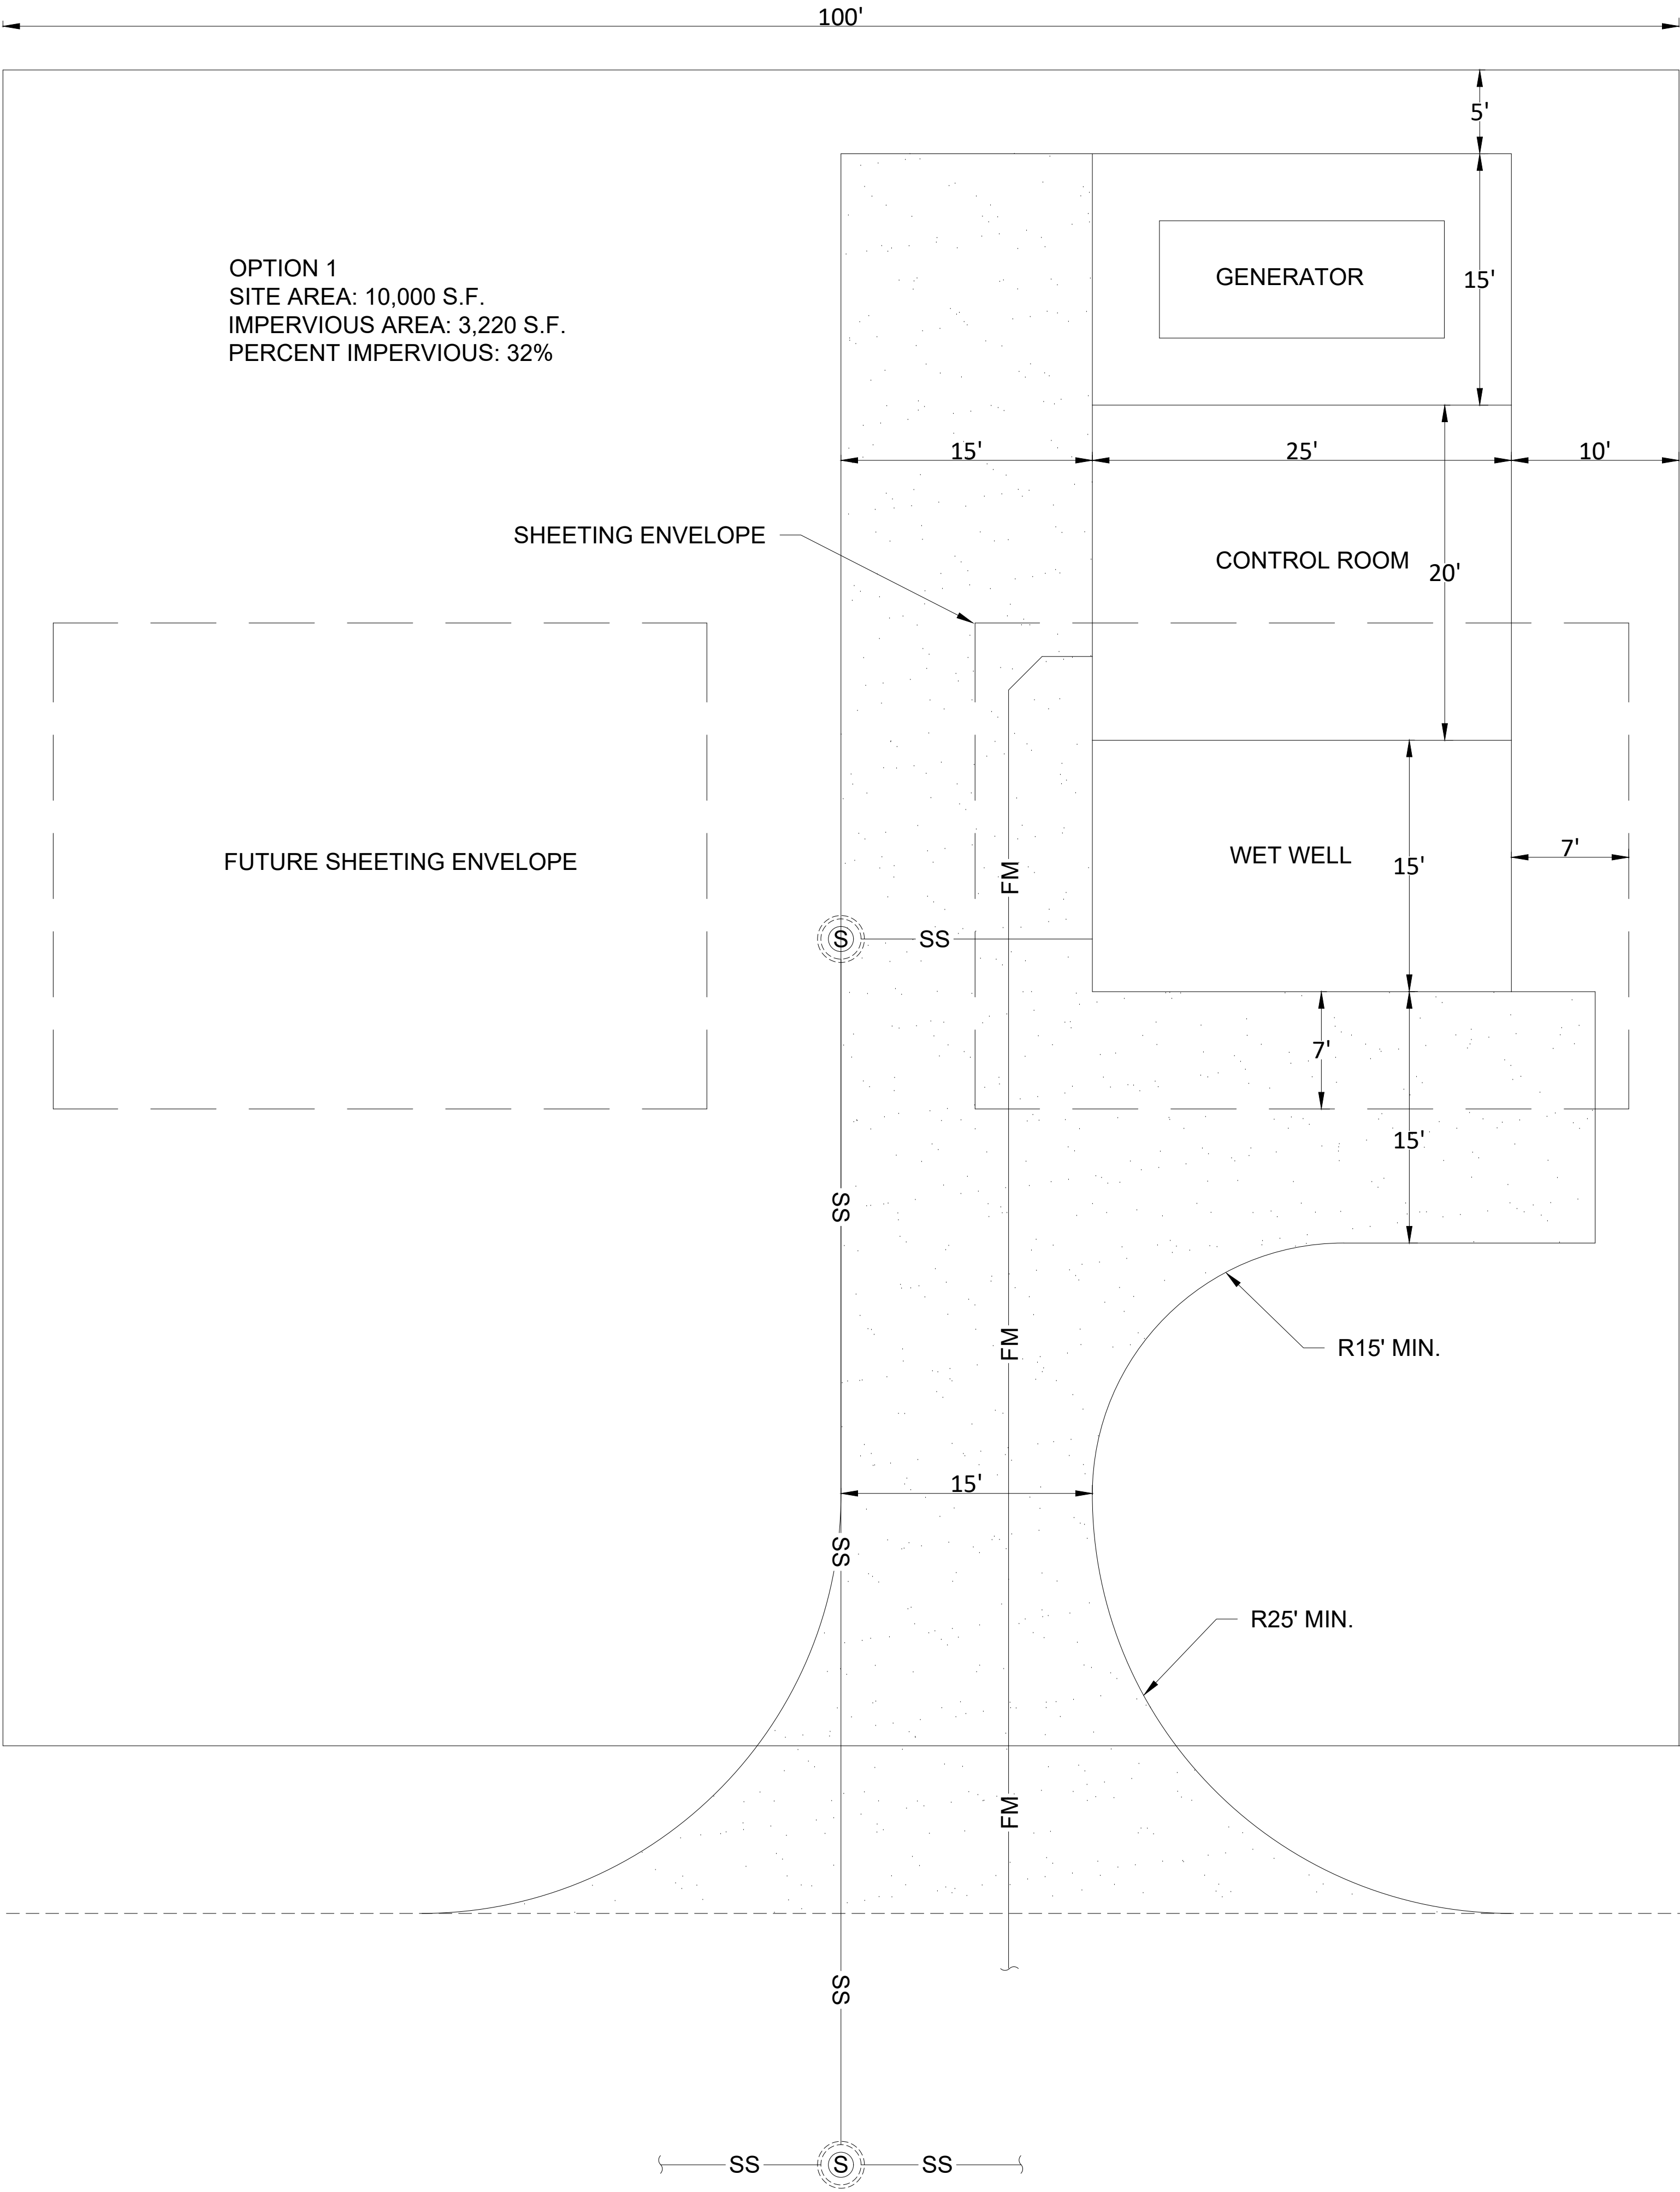 100'
5'
OPTION 1
SITE AREA: 10,000 S.F.
IMPERVIOUS AREA: 3,220 S.F.
PERCENT IMPERVIOUS: 32%
GENERATOR
15'
15'
25'
10'
SHEETING ENVELOPE
CONTROL ROOM
20'
FUTURE SHEETING ENVELOPE
WET WELL
15'
7'
FM
S
SS
7'
15'
SS
FM
R15' MIN.
15'
SS
R25' MIN.
FM
SS
SS
S
SS